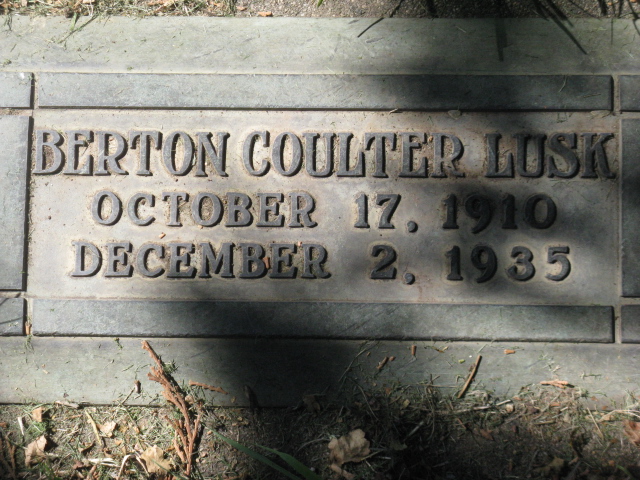 BERTON COULTER LUSK
OCTOBER 17, 1910
DECEMBER 2, 1935